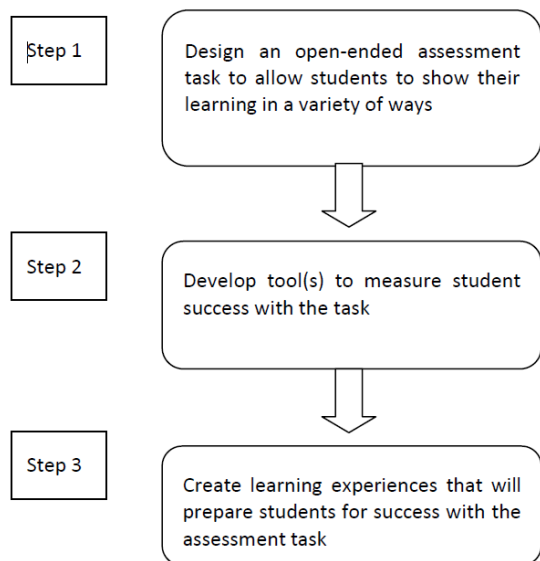 Step 1
Design an open-ended assessment
task to allow students to show their
learning in a variety of ways
Step 2
Develop tool(s) to measure student
success with the task
Step 3
Create learning experiences that will
prepare students for success with the
assessment task